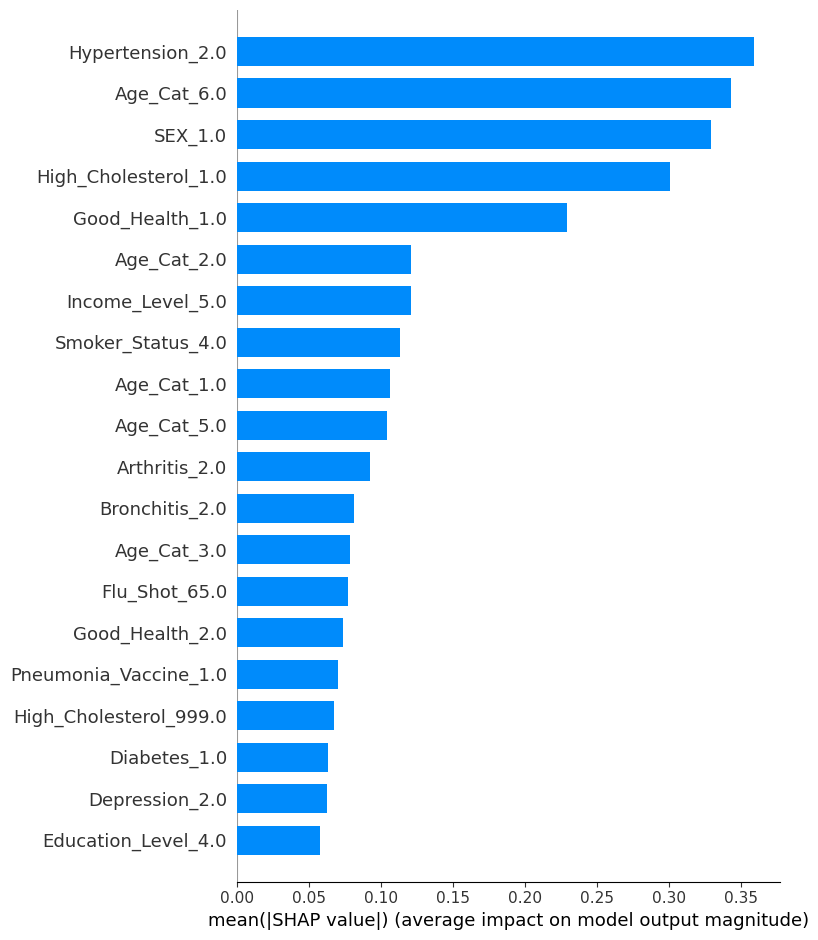 Hypertension_2.0
Age_Cat_6.0
SEX_1.0
High_Cholesterol_1.0
Good_Health_1.0
Age_Cat_2.0
Income_Level_5.0
Smoker_Status_4.0
Age_Cat_1.0
Age_Cat_5.0
Arthritis_2.0
Bronchitis_2.0
Age_Cat_3.0
Flu_Shot_65.0
Good_Health_2.0
Pneumonia_Vaccine_1.0
High_Cholesterol_999.0
Diabetes_1.0
Depression_2.0
Education_Level_4.0
0.00 0.05 0.10 0.15 0.20 0.25 0.30 0.35
mean(|SHAP value|) (average impact on model output magnitude)